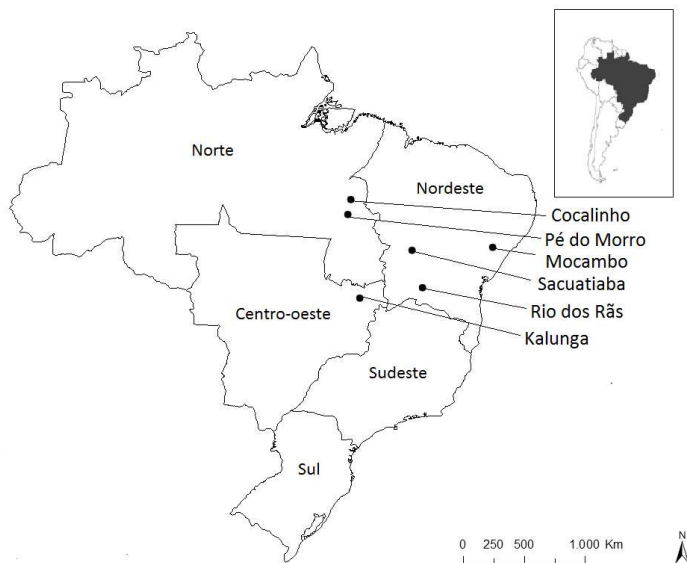 Norte
Nordeste
Cocalinho
Pé do Morro
Mocambo
Sacuatiaba
Rio dos Rãs
Kalunga
Centro-oeste
Sudeste
Sul
0 250 500 1.000 Km
N